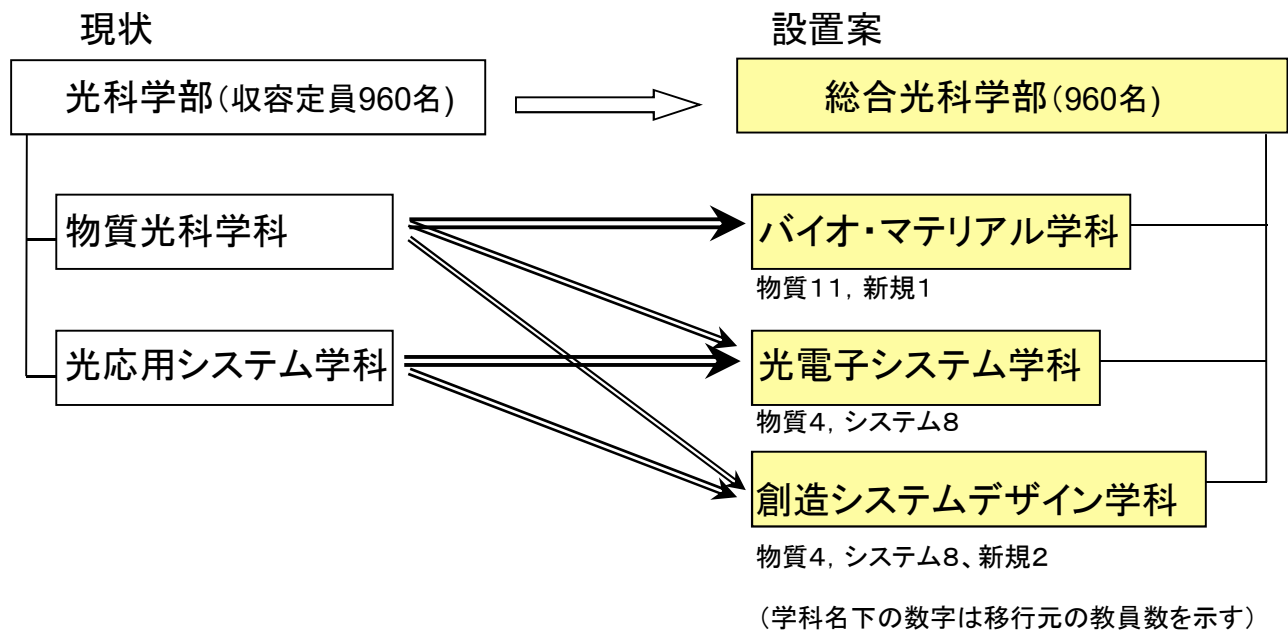 現状
設置案
光科学部(収容定員960名)
総合光科学部(960名)
物質光科学科
バイオ・マテリアル学科
物質11, 新規1
光応用システム学科
光電子システム学科
物質4, システム8
創造システムデザイン学科
物質4, システム8、新規2
(学科名下の数字は移行元の教員数を示す)